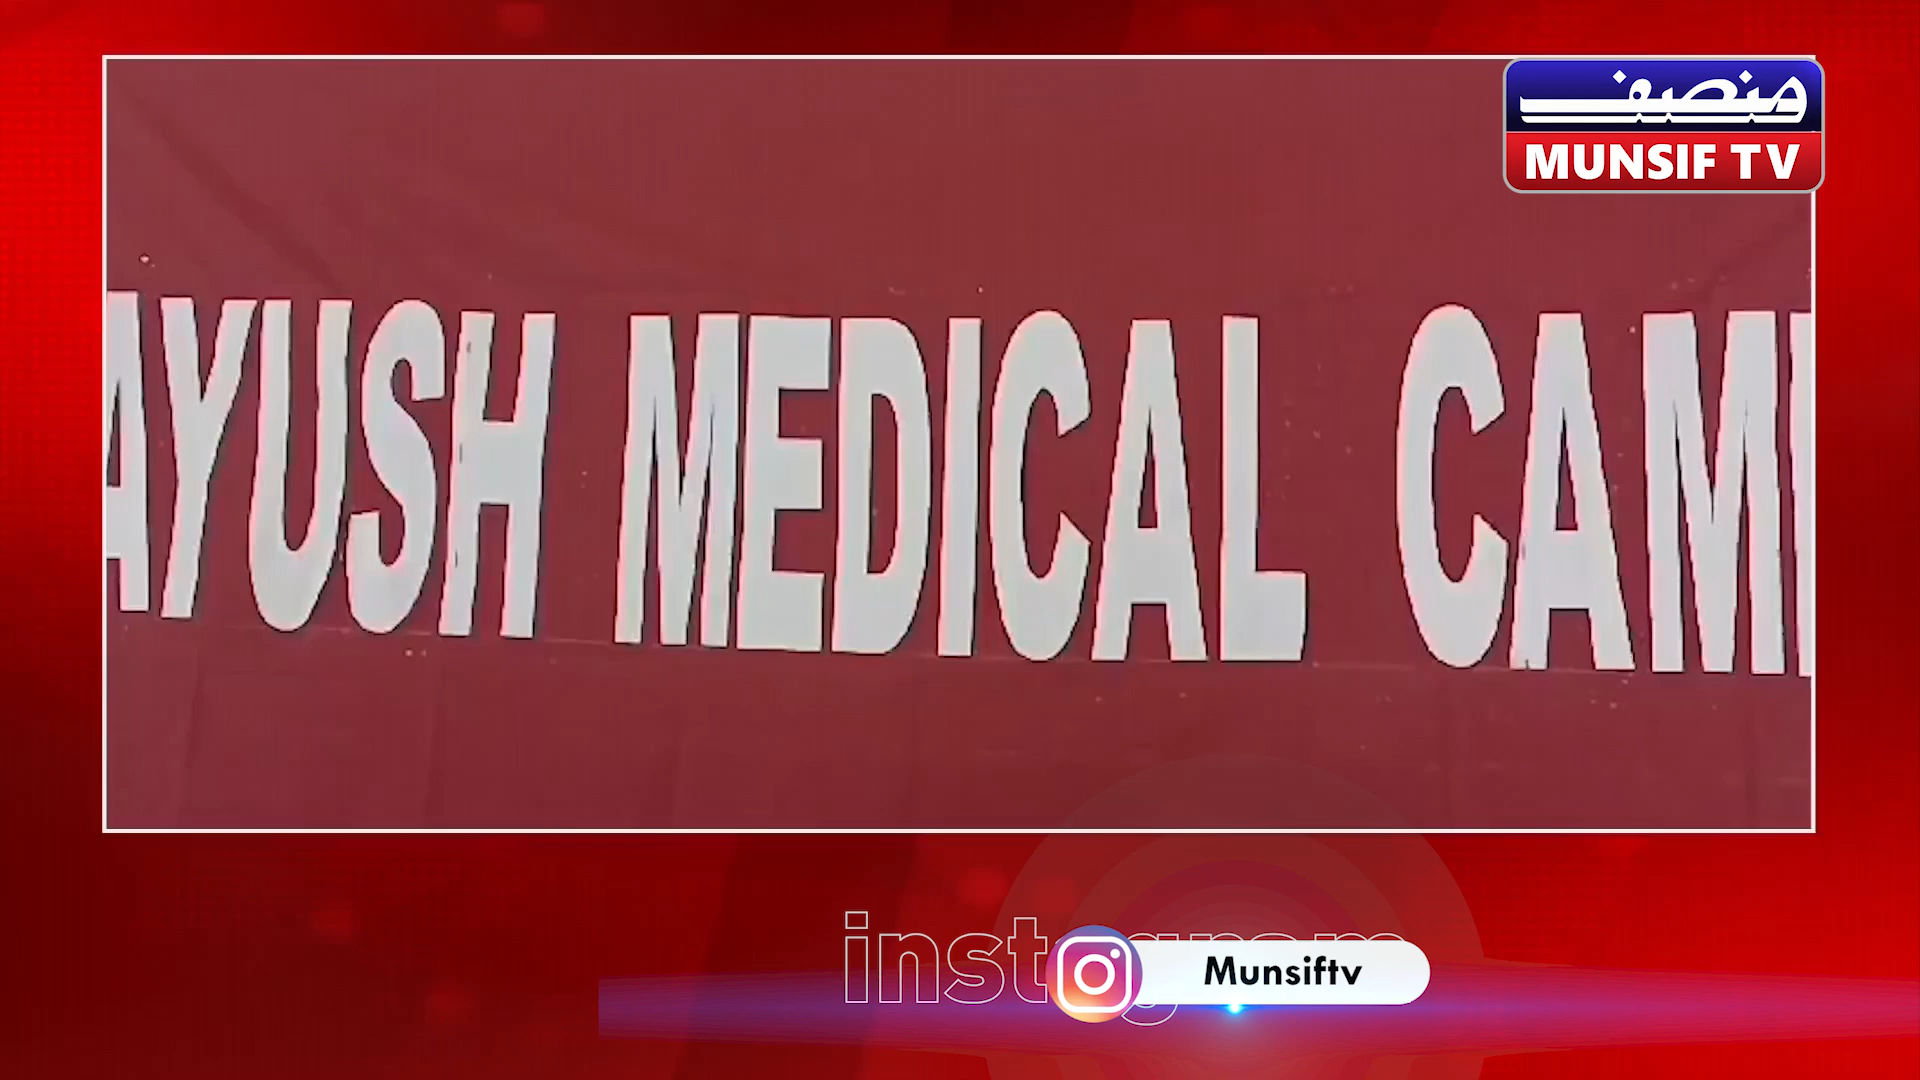 منصف
MUNSIF TV
AYUSH MEDICAL CAM
instagram
Munsiftv